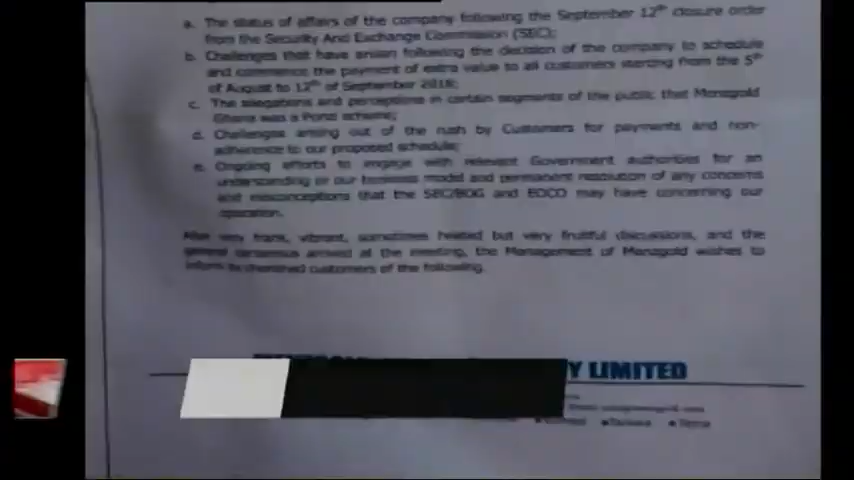 a. The status of affairs of the company following the September 12th closure order
from the Security And Exchange Commission (SEC);
b. Challenges that have arisen following the decision of the company to schedule
and commence the payment of extra value to all customers starting from the 5th
of August to 12th of September 2018;
c. The allegations and perceptions in certain segments of the public that Menzgold
Ghana was a Ponzi scheme;
d. Challenges arising out of the rush by Customers for payments and non-
adherence to our proposed schedule;
e. Ongoing efforts to engage with relevant Government authorities for an
understanding of our business model and permanent resolution of any concerns
and misconceptions that the SEC/BOG and EOCO may have concerning our
operation.
After very frank, vibrant, sometimes heated but very fruitful discussions, and the
general consensus arrived at the meeting, the Management of Menzgold wishes to
inform its cherished customers of the following.
Y LIMITED